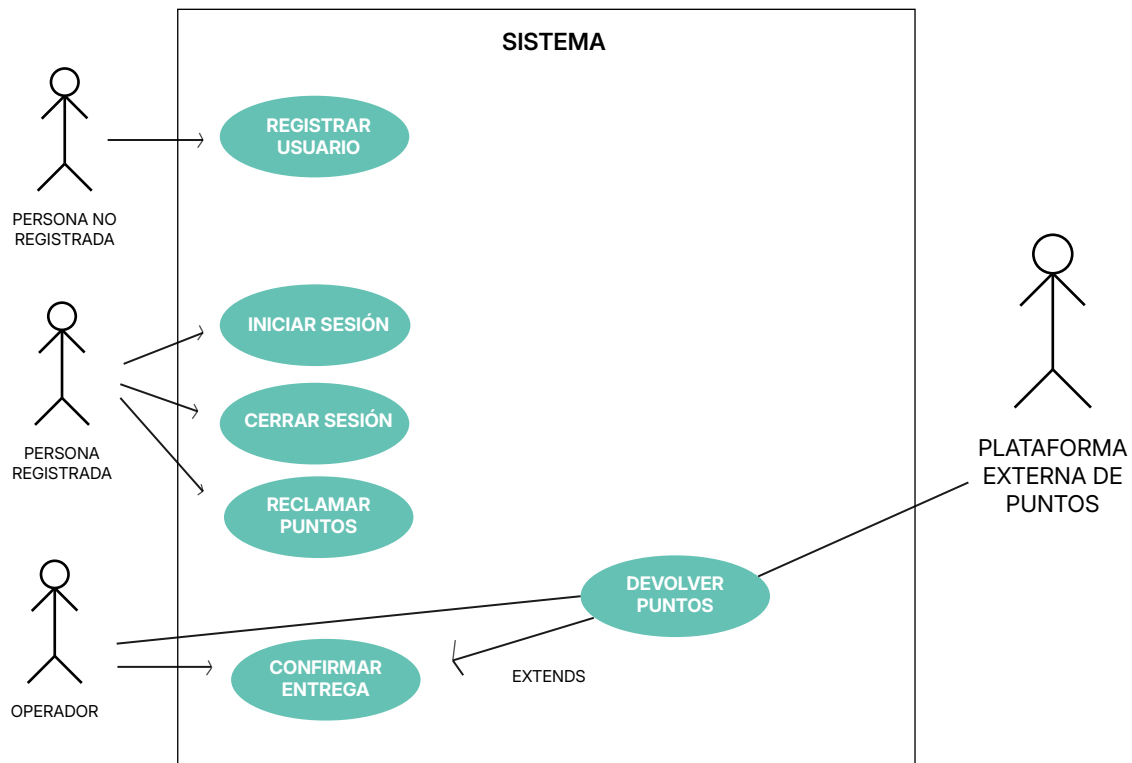 SISTEMA
REGISTRAR
USUARIO
PERSONA NO
REGISTRADA
INICIAR SESIÓN
CERRAR SESIÓN
PERSONA
REGISTRADA
RECLAMAR
PUNTOS
PLATAFORMA
EXTERNA DE
PUNTOS
DEVOLVER
PUNTOS
CONFIRMAR
ENTREGA
EXTENDS
OPERADOR